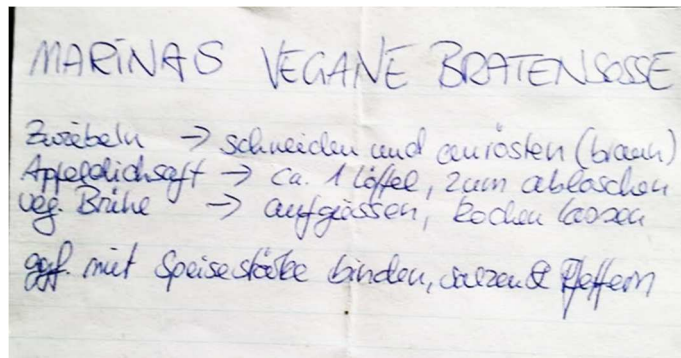 MARINAS VEGANE BRATENSOSSE
Zwiebeln → schneiden und anrösten (braun)
Apfeldicksaft → ca. 1 Löffel, zum ablöschen
veg. Brühe → aufgiessen, kochen lassen
ggf. mit Speisestärke binden, salzen & Pfeffern